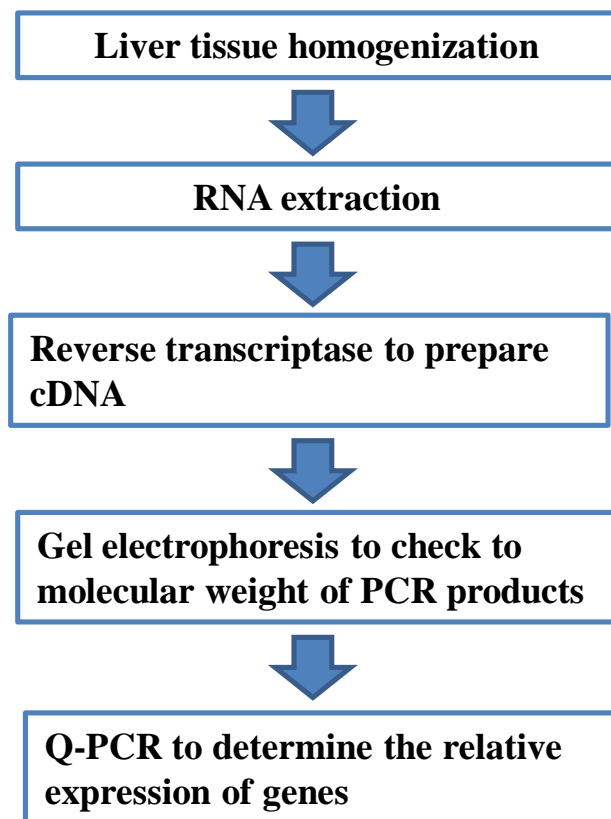 Liver tissue homogenization
RNA extraction
Reverse transcriptase to prepare
cDNA
Gel electrophoresis to check to
molecular weight of PCR products
Q-PCR to determine the relative
expression of genes